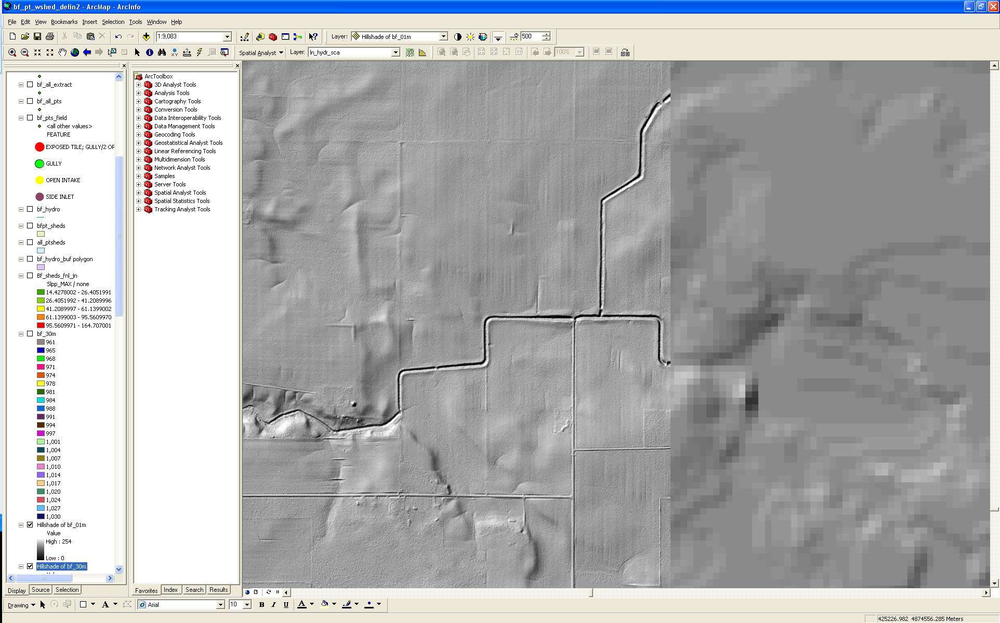 bf_pt_wshed_delin2 - ArcMap - ArcInfo
File Edit View Bookmarks Insert Selection Tools Window Help
1:9,083
Layer: Hillshade of bf_01m
500
Spatial Analyst
Layer: ln_hydr_sca
100%
bf_all_extract
bf_all_pts
bf_pts_field
<all other values>
FEATURE
EXPOSED TILE; GULLY/2 OF
GULLY
OPEN INTAKE
SIDE INLET
bf_hydro
bfpt_sheds
all_ptsheds
bf_hydro_buf polygon
Bf_sheds_fnl_jn
Slpp_MAX / none
14.4278002 - 26.4051991
26.4051992 - 41.2089996
41.2089997 - 61.1399002
61.1399003 - 95.5609970
95.5609971 - 164.707001
bf_30m
961
965
968
971
974
978
981
984
988
991
994
997
1,001
1,004
1,007
1,010
1,014
1,017
1,020
1,024
1,027
1,030
Hillshade of bf_01m
Value
High : 254
Low : 0
Hillshade of bf_30m
Display Source Selection
ArcToolbox
3D Analyst Tools
Analysis Tools
Cartography Tools
Conversion Tools
Data Interoperability Tools
Data Management Tools
Geocoding Tools
Geostatistical Analyst Tools
Linear Referencing Tools
Multidimension Tools
Network Analyst Tools
Samples
Server Tools
Spatial Analyst Tools
Spatial Statistics Tools
Tracking Analyst Tools
Favorites Index Search Results
Drawing
A
Arial
10
B I U
A
425226.982 4874556.285 Meters